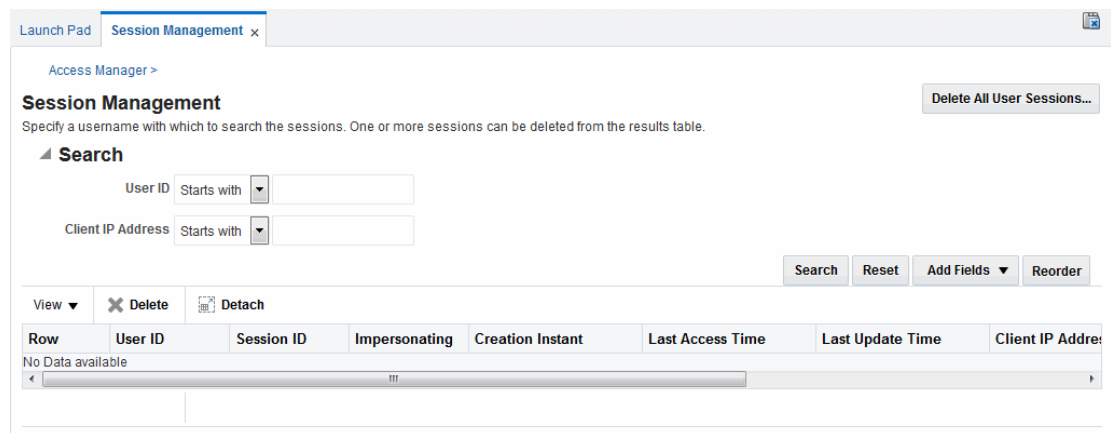 Launch Pad Session Management x
Access Manager >
Session Management
Delete All User Sessions...
Specify a username with which to search the sessions. One or more sessions can be deleted from the results table.
Search
User ID Starts with
Client IP Address Starts with
Search Reset Add Fields Reorder
View Delete Detach
Row User ID Session ID Impersonating Creation Instant Last Access Time Last Update Time Client IP Addres
No Data available